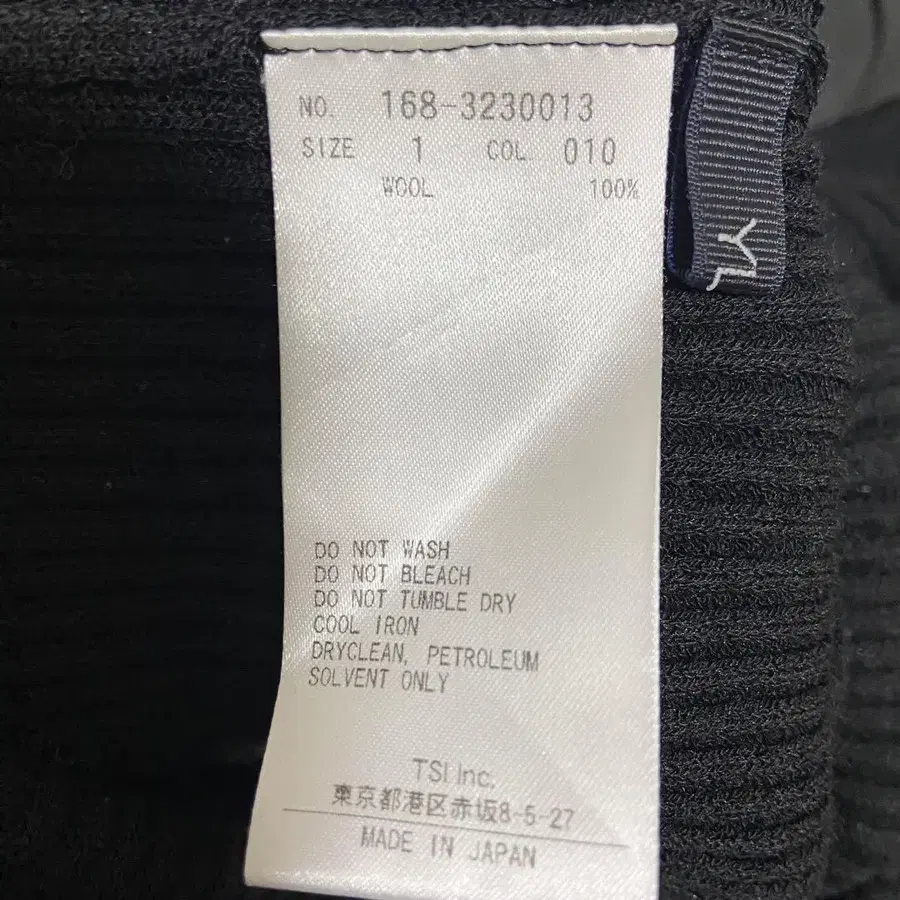 NO. 168-3230013
SIZE 1 COL. 010
WOOL 100%
DO NOT WASH
DO NOT BLEACH
DO NOT TUMBLE DRY
COOL IRON
DRYCLEAN, PETROLEUM
SOLVENT ONLY
TSI Inc.
東京都港区赤坂8-5-27
MADE IN JAPAN